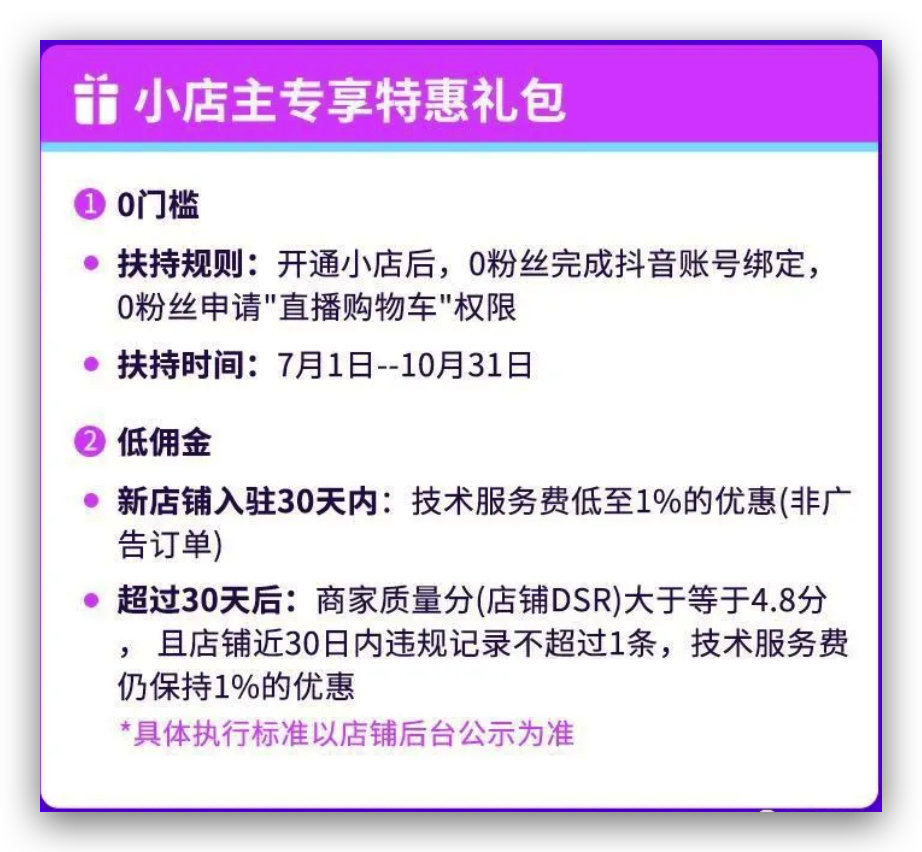 小店主专享特惠礼包
1 0门槛
扶持规则：开通小店后，0粉丝完成抖音账号绑定，
0粉丝申请"直播购物车"权限
扶持时间：7月1日--10月31日
2 低佣金
新店铺入驻30天内：技术服务费低至1%的优惠(非广
告订单)
超过30天后：商家质量分(店铺DSR)大于等于4.8分
，且店铺近30日内违规记录不超过1条，技术服务费
仍保持1%的优惠
*具体执行标准以店铺后台公示为准